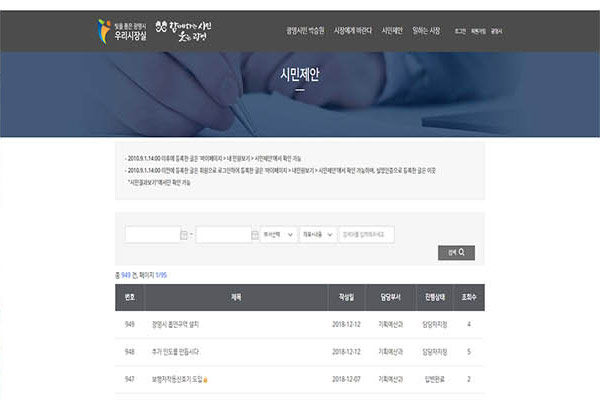 빛을 품은 광명시
우리시장실
함께하는 시민 웃는 광명
광명시민 박승원 시장에게 바란다 시민제안 일하는 시장 로그인 회원가입 광명시
시민제안
- 2010.9.1.14:00 이후에 등록한 글은 '마이페이지 > 내 민원보기 > 시민제안'에서 확인 가능
- 2010.9.1.14:00 이전에 등록한 글은 회원으로 로그인하여 등록한 글은 '마이페이지 > 내민원보기 > 시민제안'에서 확인 가능하며, 실명인증으로 등록한 글은 이곳
"시민결과보기"에서만 확인 가능
~ 부서선택 제목+내용 검색어를 입력해주세요
검색
총 949 건, 페이지 1/95
번호 제목 작성일 담당부서 진행상태 조회수
949 광명시 흡연구역 설치 2018-12-12 기획예산과 담당자지정 4
948 추가 인도를 만듭시다 2018-12-12 기획예산과 담당자지정 5
947 보행자작동신호기 도입 2018-12-07 기획예산과 답변완료 2